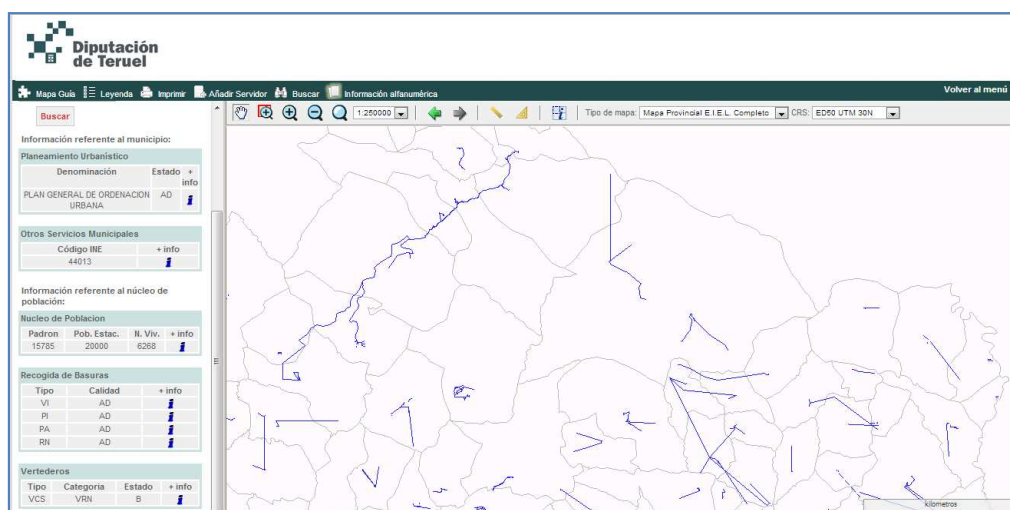 Diputación
de Teruel
Mapa Guía Leyenda Imprimir Añadir Servidor Buscar Información alfanumérica Volver al menú
1:250000 Tipo de mapa: Mapa Provincial E.I.E.L. Completo CRS: ED50 UTM 30N
Buscar
Información referente al municipio:
Planeamiento Urbanístico
Denominación Estado + info
PLAN GENERAL DE ORDENACION URBANA AD
Otros Servicios Municipales
Código INE + info
44013
Información referente al núcleo de
población:
Nucleo de Poblacion
Padron Pob. Estac. N. Viv. + info
15785 20000 6268
Recogida de Basuras
Tipo Calidad + info
VI AD
PI AD
PA AD
RN AD
Vertederos
Tipo Categoria Estado + info
VCS VRN B
kilometros